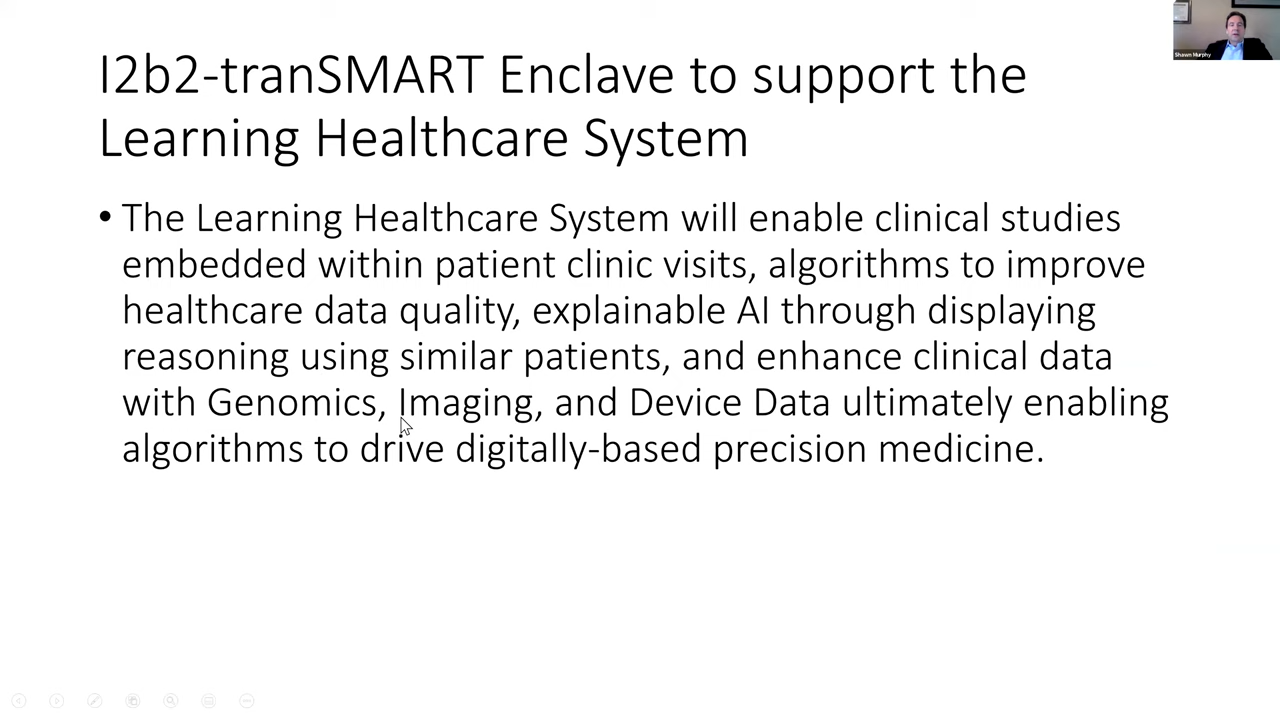 I2b2-tranSMART Enclave to support the
Learning Healthcare System
• The Learning Healthcare System will enable clinical studies
embedded within patient clinic visits, algorithms to improve
healthcare data quality, explainable AI through displaying
reasoning using similar patients, and enhance clinical data
with Genomics, Imaging, and Device Data ultimately enabling
algorithms to drive digitally-based precision medicine.
Shawn Murphy